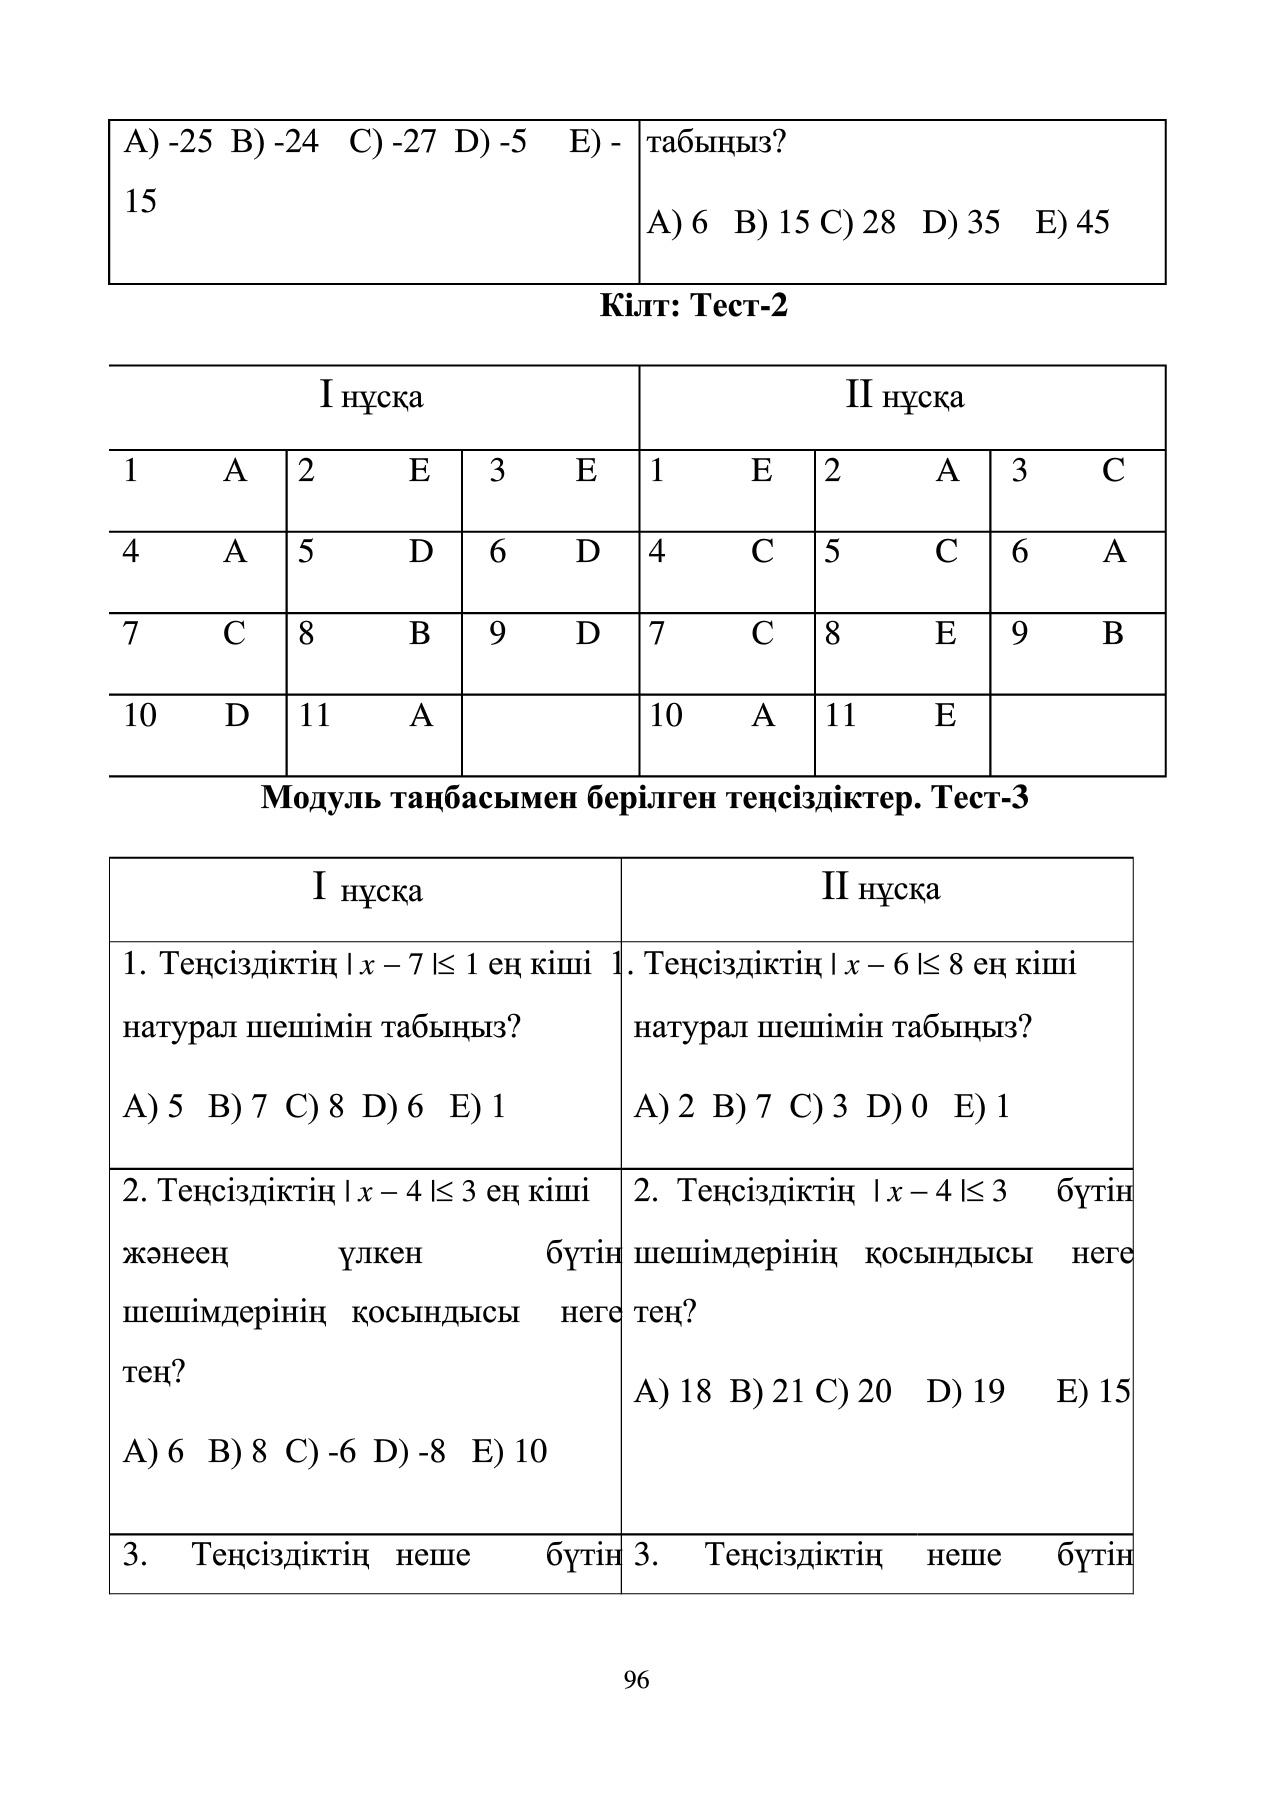 A) -25 B) -24 C) -27 D) -5 E) -
15
табыңыз?
A) 6 B) 15 C) 28 D) 35 E) 45
Кілт: Тест-2
I нұсқа II нұсқа
1 A 2 E 3 E 1 E 2 A 3 C
4 A 5 D 6 D 4 C 5 C 6 A
7 C 8 B 9 D 7 C 8 E 9 B
10 D 11 A 10 A 11 E
Модуль таңбасымен берілген теңсіздіктер. Тест-3
I нұсқа II нұсқа
1. Теңсіздіктің | x – 7 |≤ 1 ең кіші
натурал шешімін табыңыз?
A) 5 B) 7 C) 8 D) 6 E) 1
1. Теңсіздіктің | x – 6 |≤ 8 ең кіші
натурал шешімін табыңыз?
A) 2 B) 7 C) 3 D) 0 E) 1
2. Теңсіздіктің | x – 4 |≤ 3 ең кіші
жәнеең үлкен бүтін
шешімдерінің қосындысы неге
тең?
A) 6 B) 8 C) -6 D) -8 E) 10
2. Теңсіздіктің | x – 4 |≤ 3 бүтін
шешімдерінің қосындысы неге
тең?
A) 18 B) 21 C) 20 D) 19 E) 15
3. Теңсіздіктің неше бүтін
3. Теңсіздіктің неше бүтін
96